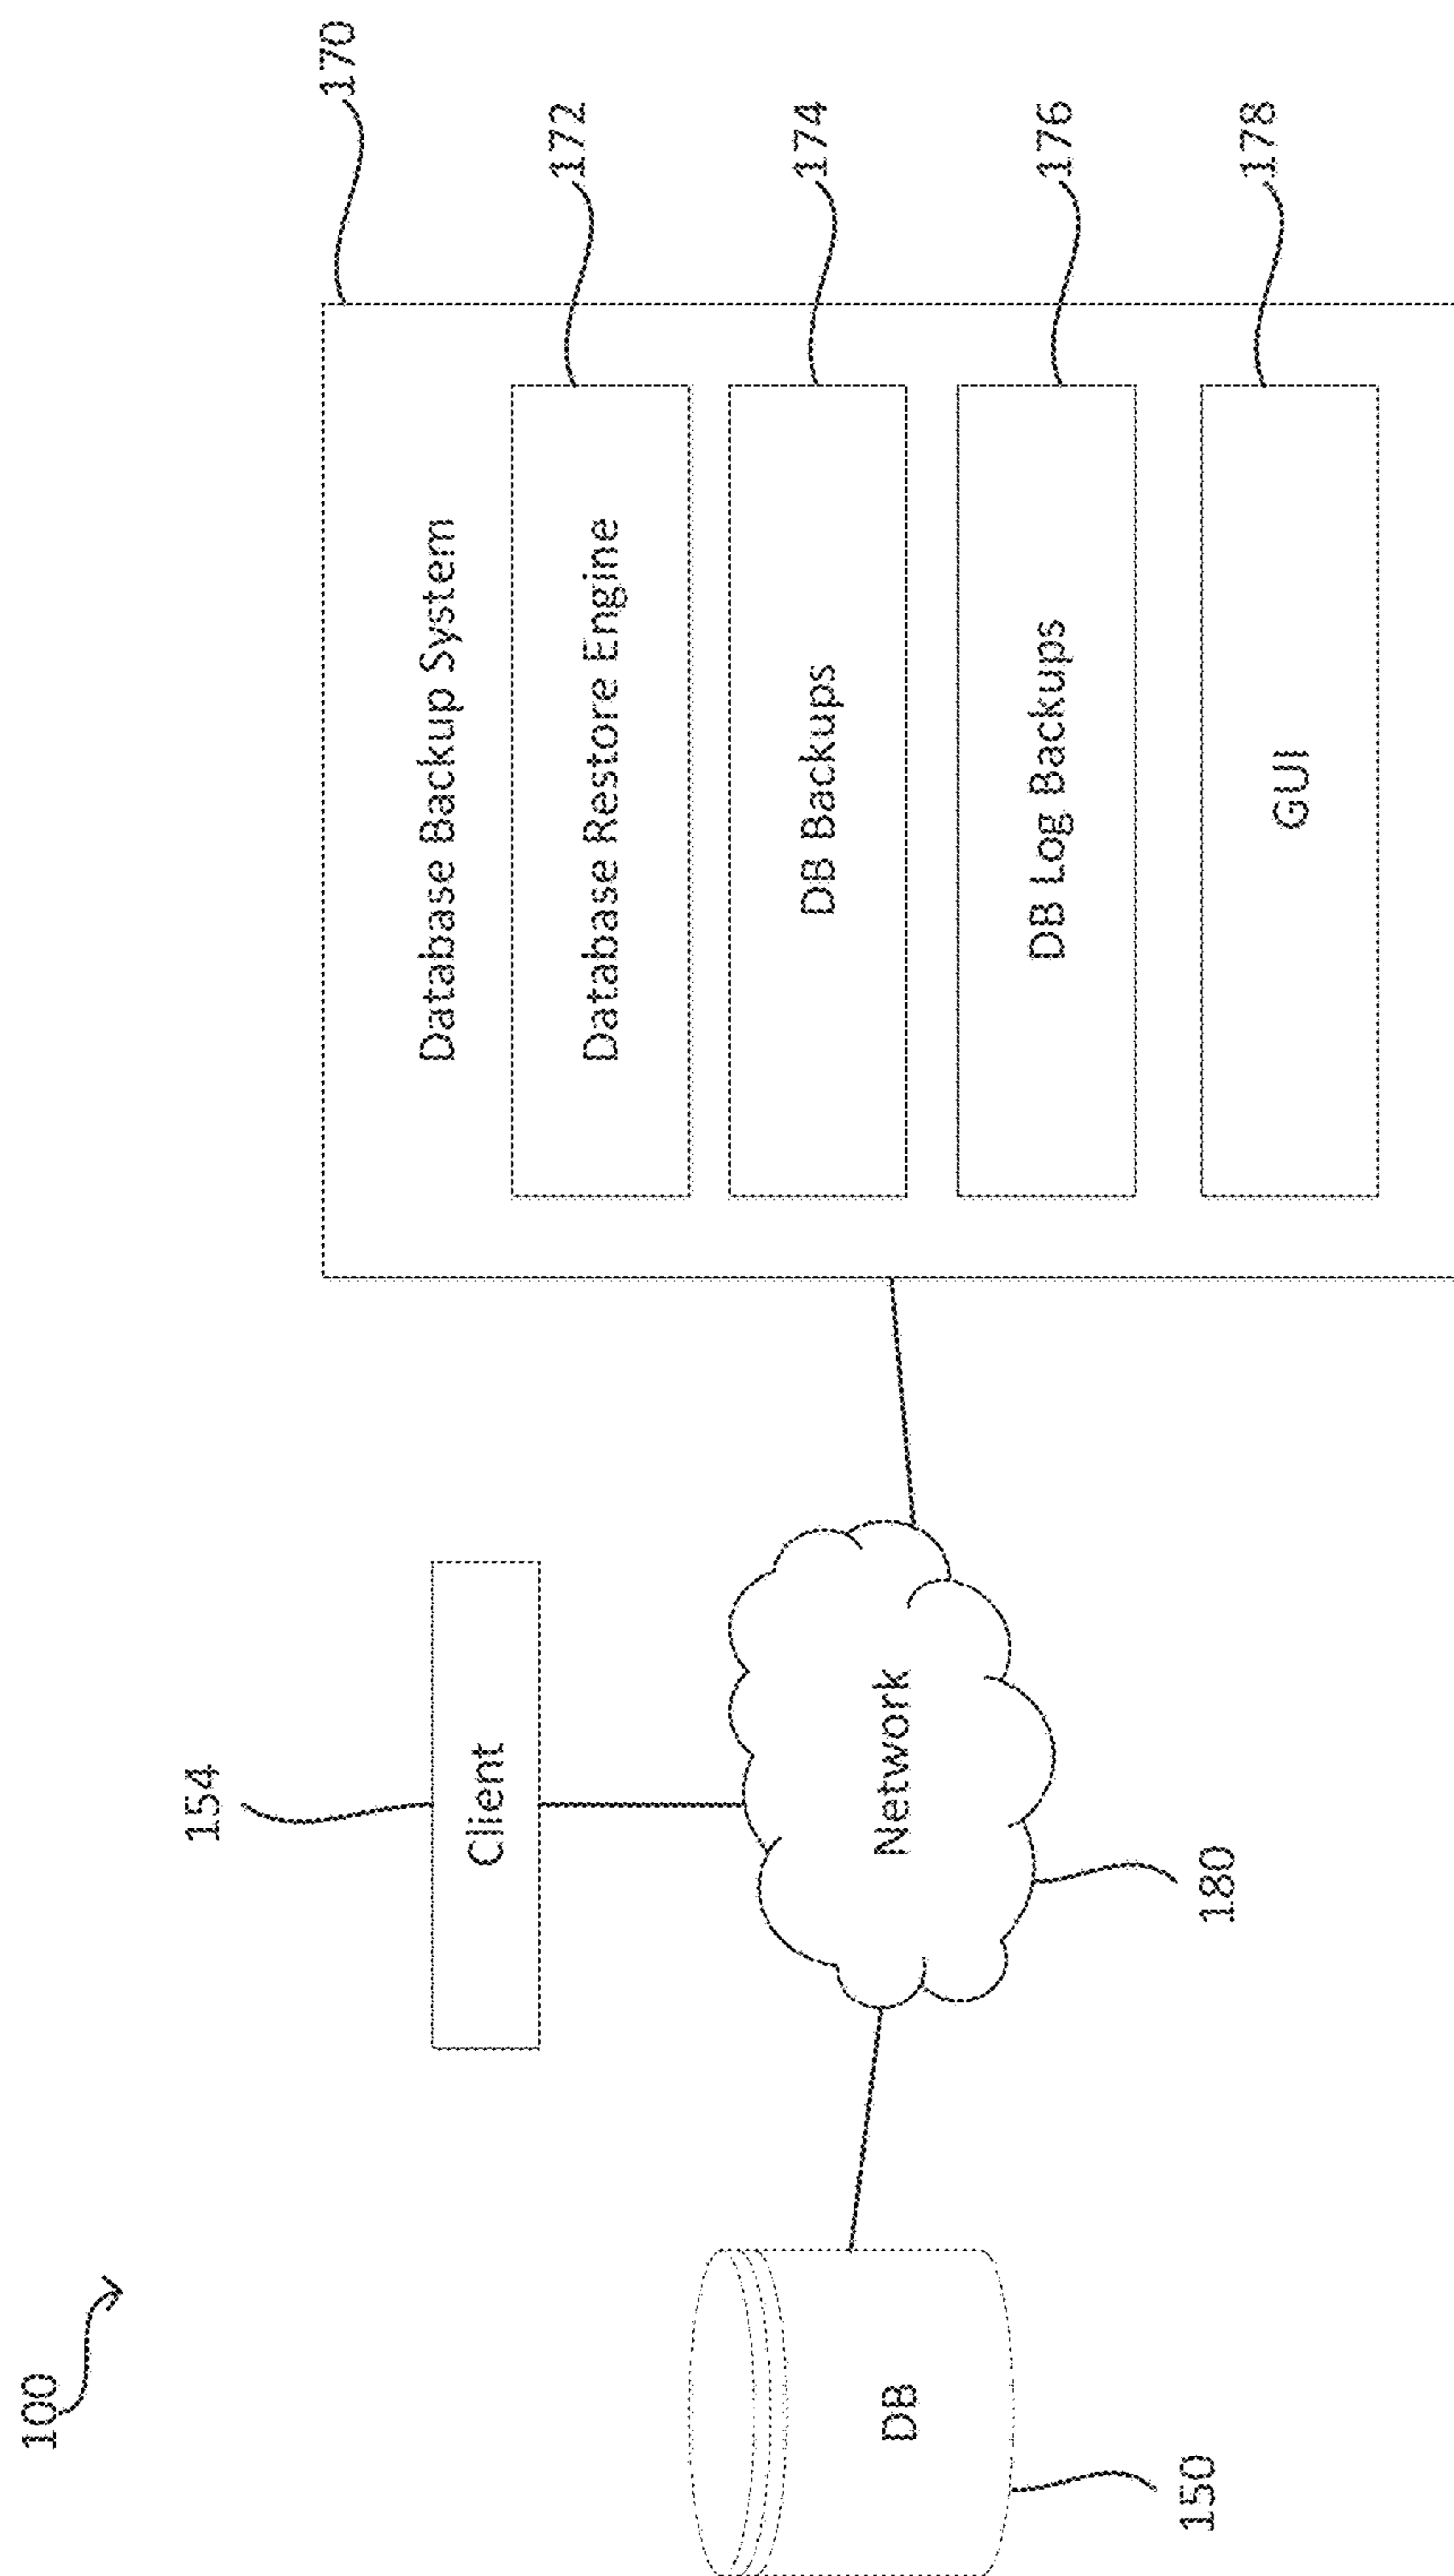 100
154
Client
DB
150
Network
180
170
Database Backup System
Database Restore Engine
172
DB Backups
174
DB Log Backups
176
GUI
178